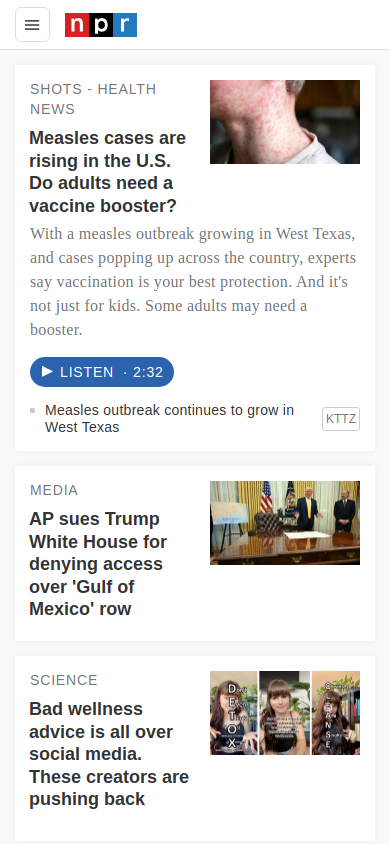 npr
SHOTS - HEALTH
NEWS
Measles cases are
rising in the U.S.
Do adults need a
vaccine booster?
With a measles outbreak growing in West Texas,
and cases popping up across the country, experts
say vaccination is your best protection. And it's
not just for kids. Some adults may need a
booster.
LISTEN · 2:32
Measles outbreak continues to grow in
West Texas
KTTZ
MEDIA
AP sues Trump
White House for
denying access
over 'Gulf of
Mexico' row
SCIENCE
Bad wellness
advice is all over
social media.
These creators are
pushing back